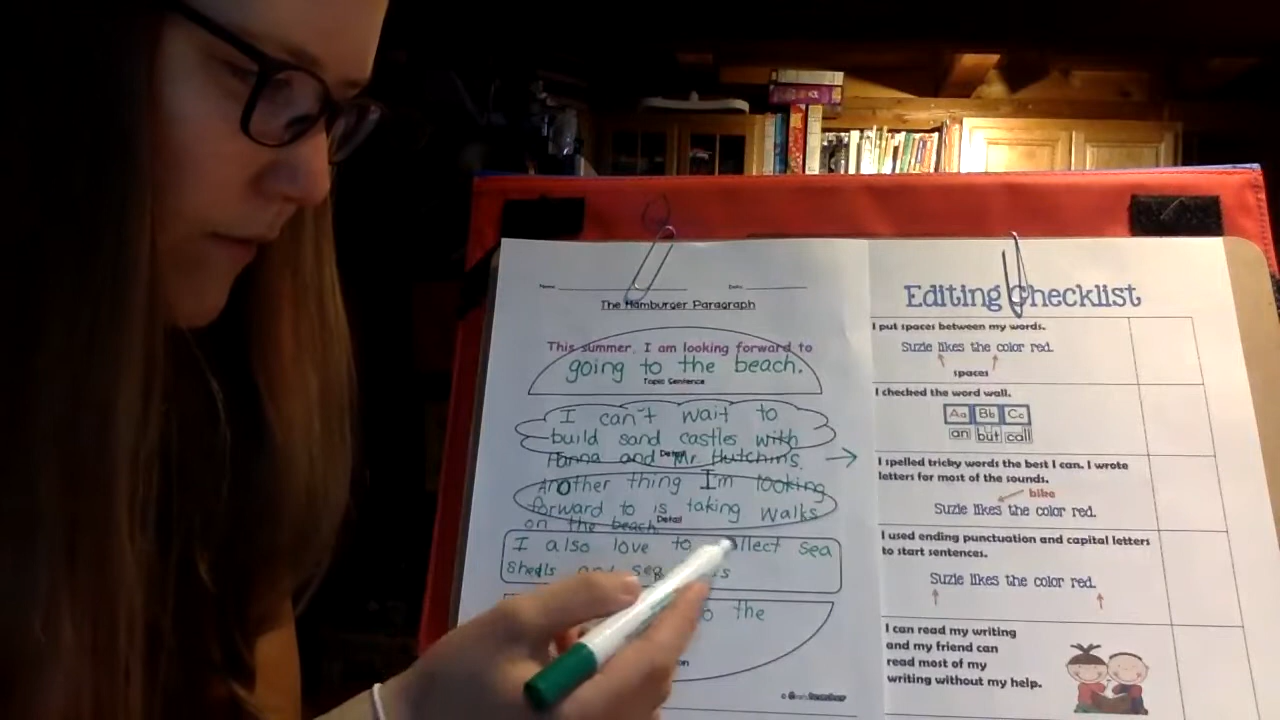 Name
Date
The Hamburger Paragraph
This summer, I am looking forward to
going to the beach.
Topic Sentence
I can't wait to
build sand castles with
and Mr. Hutchins.
Detail
Another thing I'm looking
forward to is taking walks
on the beach.
Detail
I also love to collect sea
Shells and
the
Editing Checklist
I put spaces between my words.
Suzie likes the color red.
spaces
I checked the word wall.
Aa Bb Cc
an but call
I spelled tricky words the best I can. I wrote
letters for most of the sounds.
bike
Suzie likes the color red.
I used ending punctuation and capital letters
to start sentences.
Suzie likes the color red.
I can read my writing
and my friend can
read most of my
writing without my help.